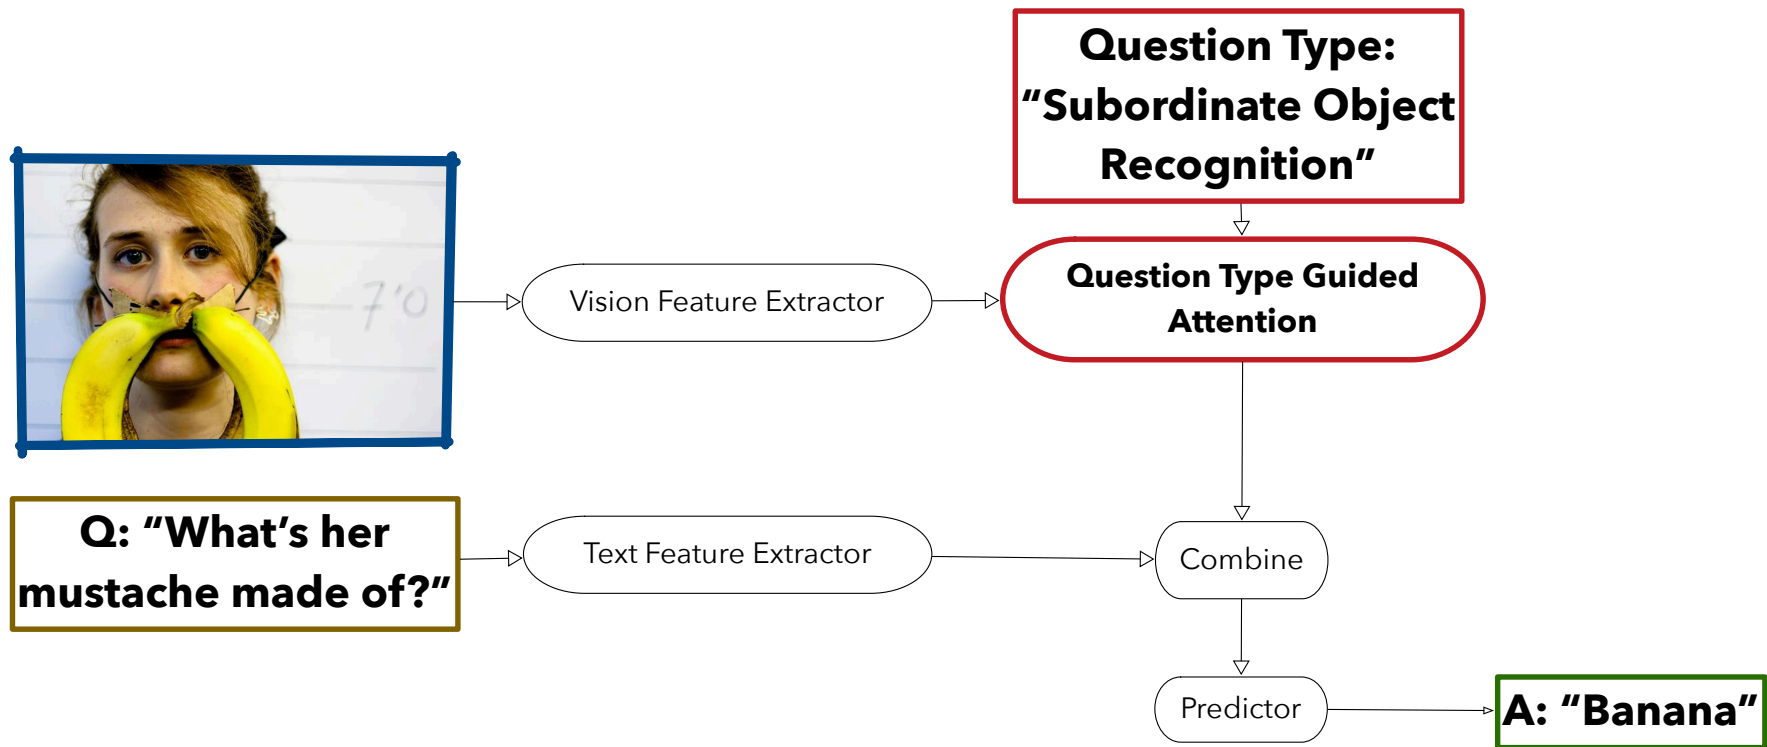 Question Type:
“Subordinate Object
Recognition”
7'0
Vision Feature Extractor
Question Type Guided
Attention
Q: “What’s her
mustache made of?”
Text Feature Extractor
Combine
Predictor
A: “Banana”